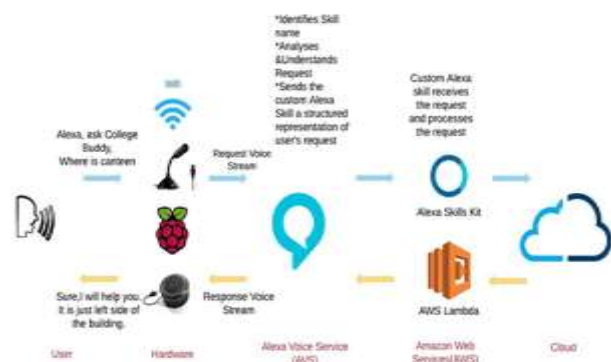 *Identifies Skill
name
*Analyses
&Understands
Request
*Sends the
custom Alexa
Skill a structured
representation of
user's request
Custom Alexa
skill receives
the request
and processes
the request
Alexa, ask College
Buddy,
Where is canteen
Request Voice
Stream
Alexa Skills Kit
Sure,I will help you.
It is just left side of
the building.
Response Voice
Stream
AWS Lambda
User
Hardware
Alexa Voice Service
(AVS)
Amazon Web
Services(AWS)
Cloud